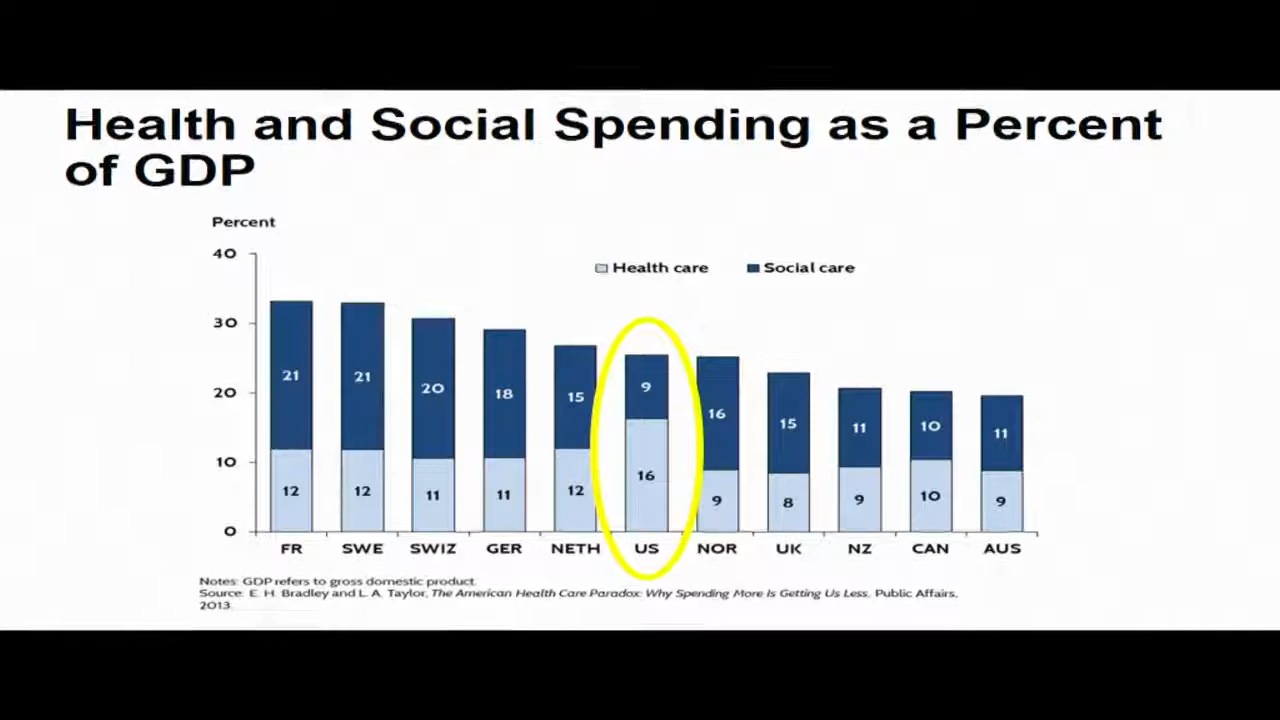 Health and Social Spending as a Percent
of GDP
Percent
40
Health care Social care
30
20
10
0
21 21 20 18 15 9 16 15 11 10 11
12 12 11 11 12 16 9 8 9 10 9
FR SWE SWIZ GER NETH US NOR UK NZ CAN AUS
Notes: GDP refers to gross domestic product.
Source: E. H. Bradley and L. A. Taylor, The American Health Care Paradox: Why Spending More Is Getting Us Less, Public Affairs,
2013.